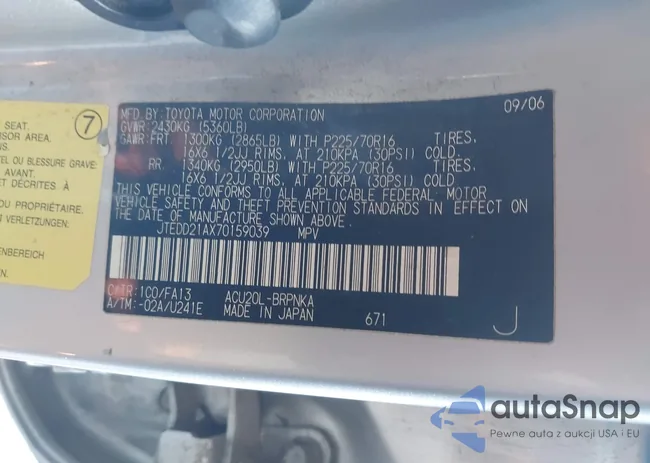 7
SEAT.
SOR AREA.
EL OU BLESSURE GRAVE
AVANT.
ET DÉCRITES À
U PROPRIÉTAIRE.
VERLETZUNGEN.
ENUFFEN.
MFD BY: TOYOTA MOTOR CORPORATION 09/06
GVWR: 2430KG (5360LB)
GAWR: FRT. 1300KG (2865LB) WITH P225/70R16 TIRES.
16X6 1/2JJ RIMS, AT 210KPA (30PSI) COLD.
RR. 1340KG (2950LB) WITH P225/70R16 TIRES.
16X6 1/2JJ RIMS, AT 210KPA (30PSI) COLD.
THIS VEHICLE CONFORMS TO ALL APPLICABLE FEDERAL MOTOR
VEHICLE SAFETY AND THEFT PREVENTION STANDARDS IN EFFECT ON
THE DATE OF MANUFACTURE SHOWN ABOVE.
JTEDD21AX70159039 MPV
C/TR: 1C0/FA13 ACU20L-BRPNKA
A/TM: -02A/U241E MADE IN JAPAN 671 J
autaSnap
Pewne auta z aukcji USA i EU